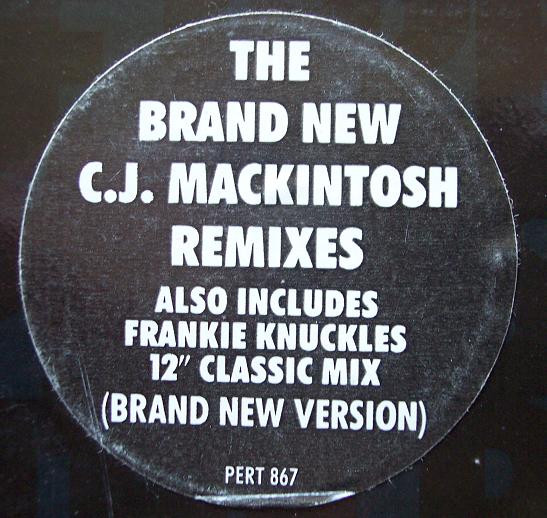 THE
BRAND NEW
C.J. MACKINTOSH
REMIXES
ALSO INCLUDES
FRANKIE KNUCKLES
12" CLASSIC MIX
(BRAND NEW VERSION)
PERT 867